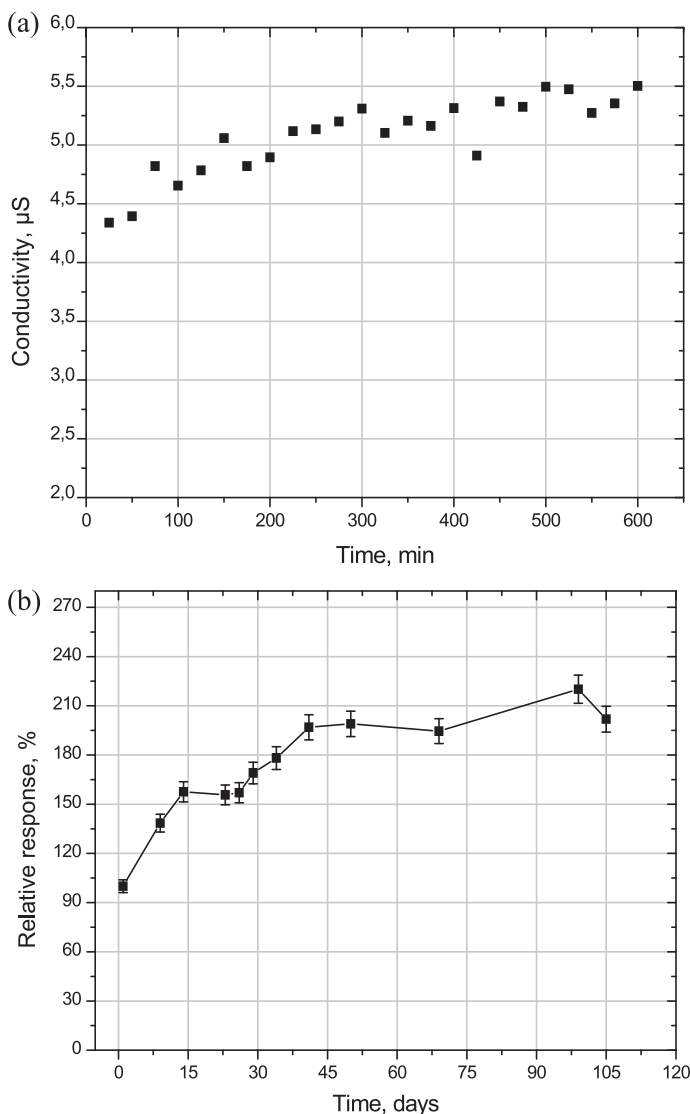 (a)
6,0
5,5
5,0
4,5
4,0
3,5
3,0
2,5
2,0
Conductivity, µS
0 100 200 300 400 500 600
Time, min
(b)
270
240
210
180
150
120
90
60
30
0
Relative response, %
0 15 30 45 60 75 90 105 120
Time, days